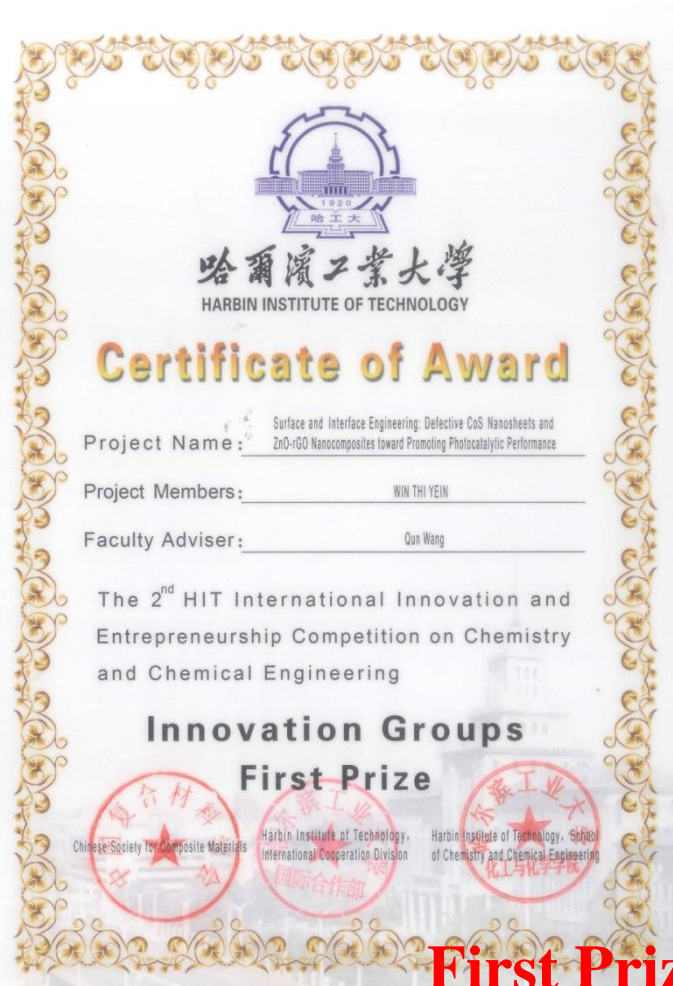 1920
哈工大
哈爾濱工業大學
HARBIN INSTITUTE OF TECHNOLOGY
Certificate of Award
Project Name: Surface and Interface Engineering: Defective CoS Nanosheets and
ZnO-rGO Nanocomposites toward Promoting Photocatalytic Performance
Project Members: WIN THI YEIN
Faculty Adviser: Qun Wang
The 2nd HIT International Innovation and
Entrepreneurship Competition on Chemistry
and Chemical Engineering
Innovation Groups
First Prize
Chinese Society for Composite Materials
Harbin Institute of Technology,
International Cooperation Division
国际合作部
Harbin Institute of Technology, School
of Chemistry and Chemical Engineering
化工与化学学院
First Priz